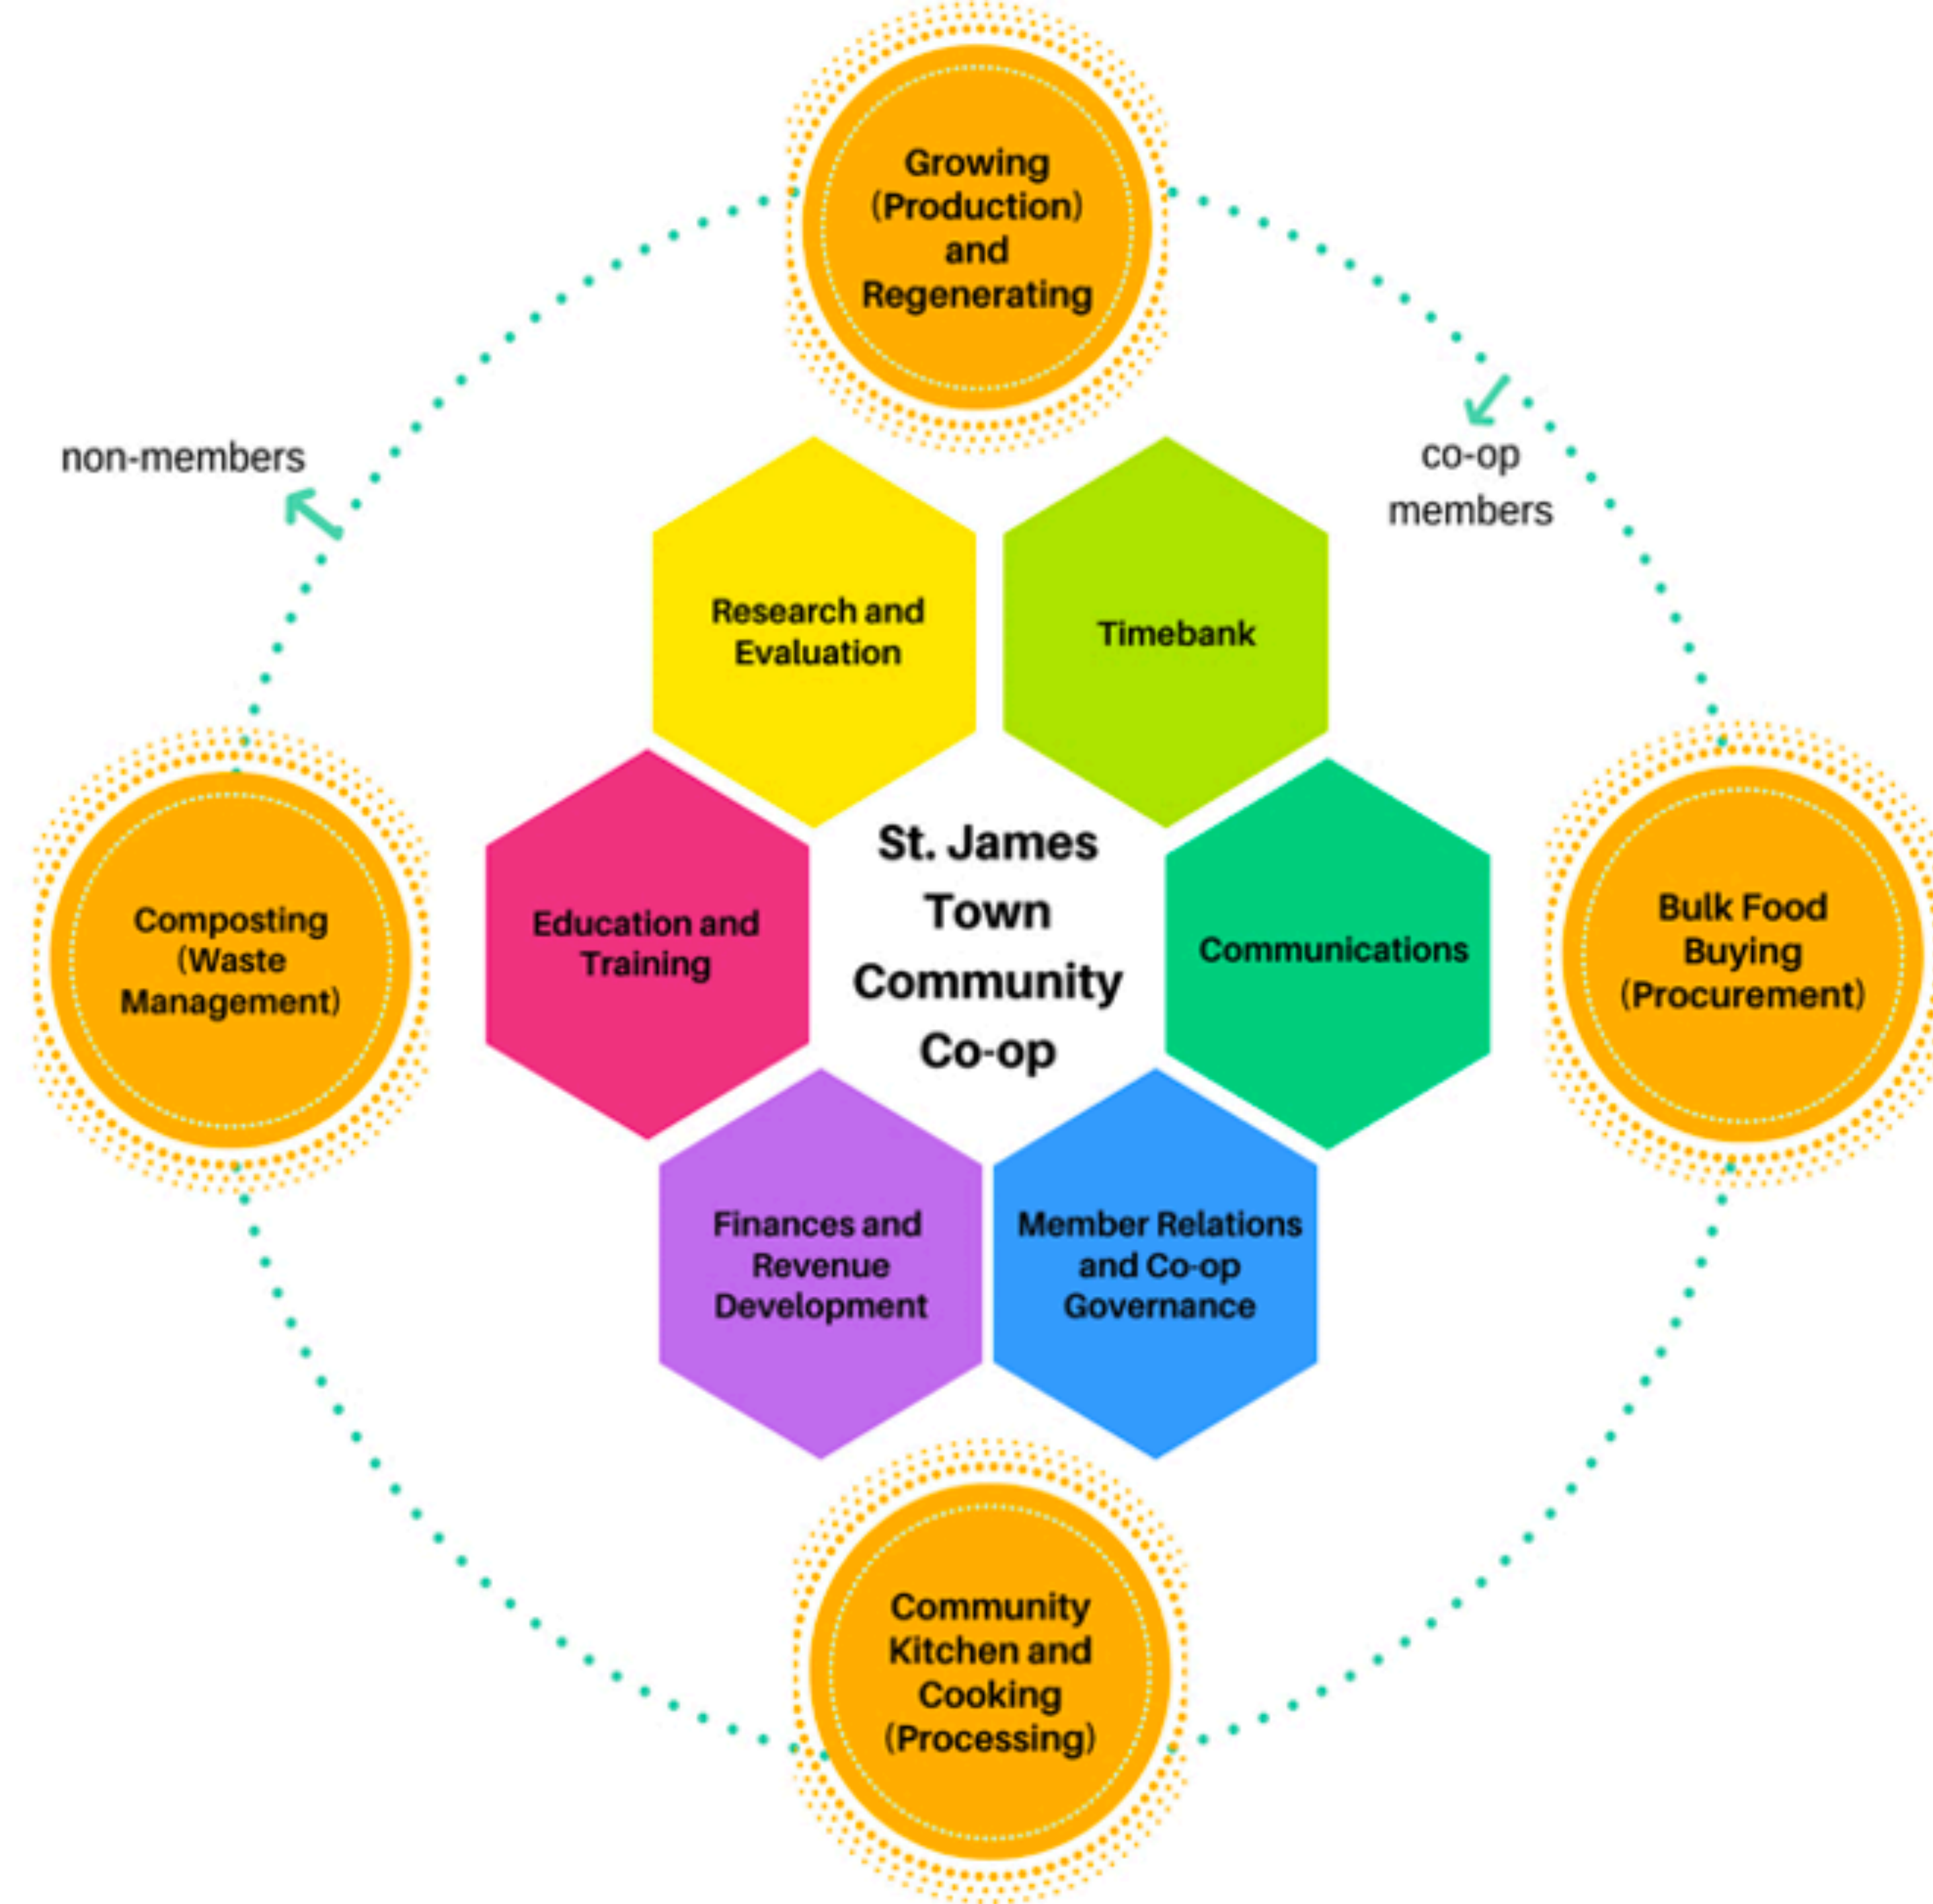 Growing
(Production)
and
Regenerating
non-members
co-op
members
Research and
Evaluation
Timebank
Composting
(Waste
Management)
Education and
Training
St. James
Town
Community
Co-op
Communications
Bulk Food
Buying
(Procurement)
Finances and
Revenue
Development
Member Relations
and Co-op
Governance
Community
Kitchen and
Cooking
(Processing)